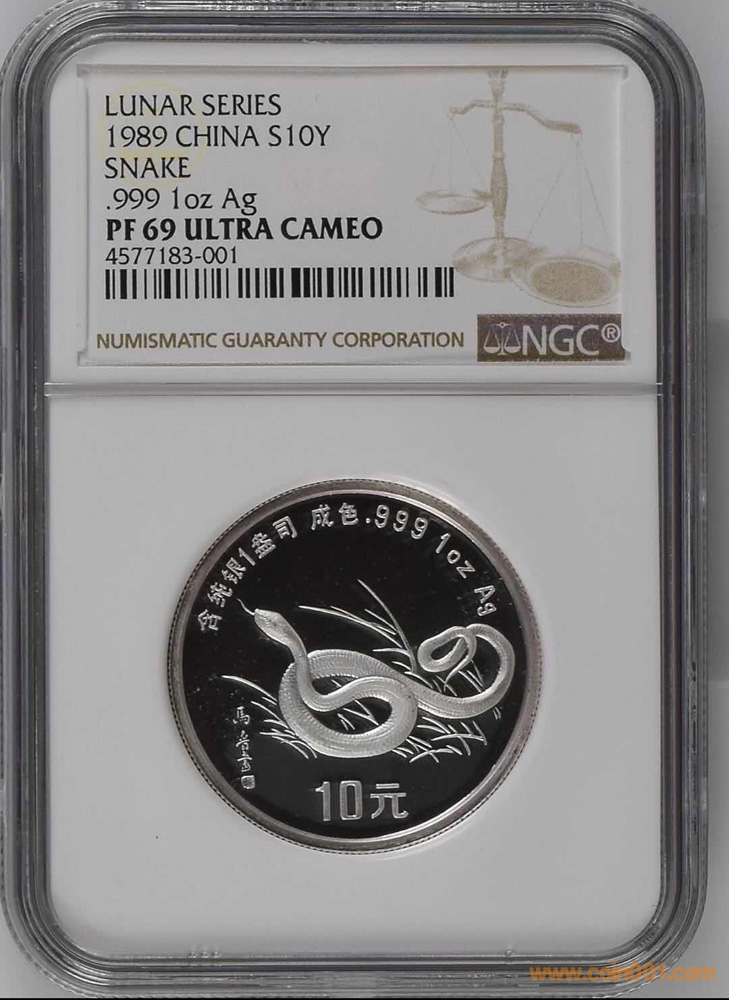 LUNAR SERIES
1989 CHINA S10Y
SNAKE
.999 1oz Ag
PF 69 ULTRA CAMEO
4577183-001
NUMISMATIC GUARANTY CORPORATION
NGC®
含纯银1盎司 成色.999 1oz Ag
10元
www.coin001.com